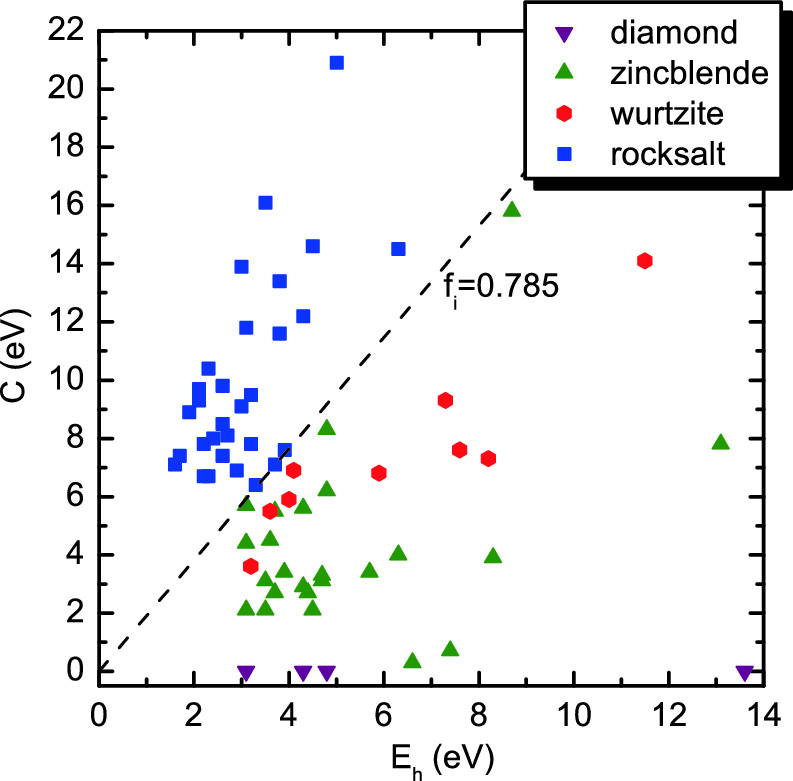 diamond
zincblende
wurtzite
rocksalt
22
20
18
16
14
12
10
8
6
4
2
0
C (eV)
fi=0.785
0 2 4 6 8 10 12 14
Eh (eV)